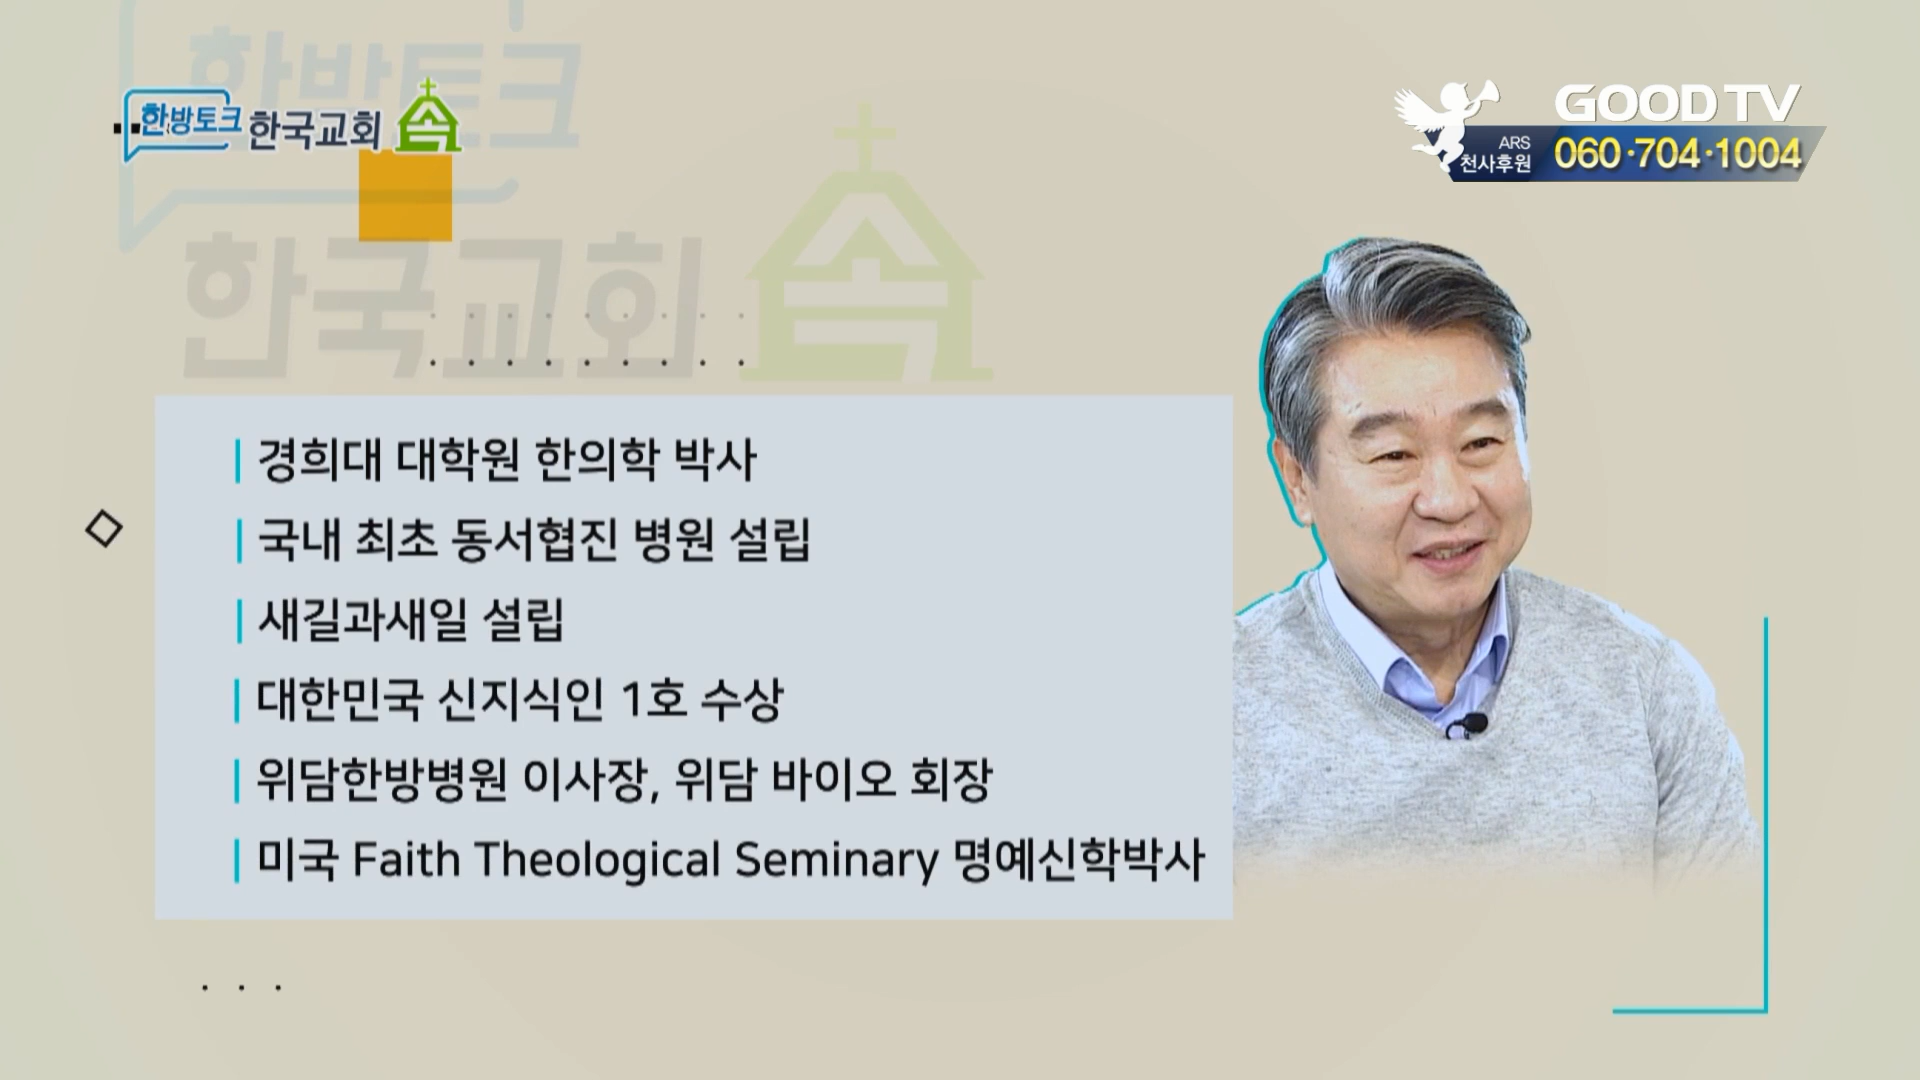 한방토크
한국교회 속
GOOD TV
ARS
천사후원
060·704·1004
한방토크
한국교회 속
경희대 대학원 한의학 박사
국내 최초 동서협진 병원 설립
새길과새일 설립
대한민국 신지식인 1호 수상
위담한방병원 이사장, 위담 바이오 회장
미국 Faith Theological Seminary 명예신학박사